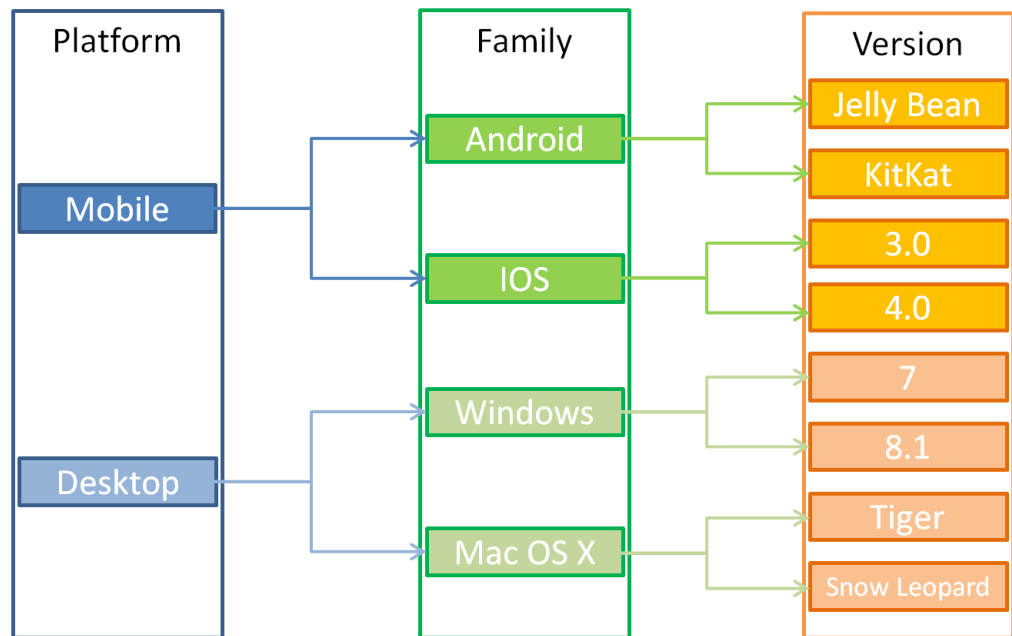 Platform
Mobile
Desktop
Family
Android
IOS
Windows
Mac OS X
Version
Jelly Bean
KitKat
3.0
4.0
7
8.1
Tiger
Snow Leopard